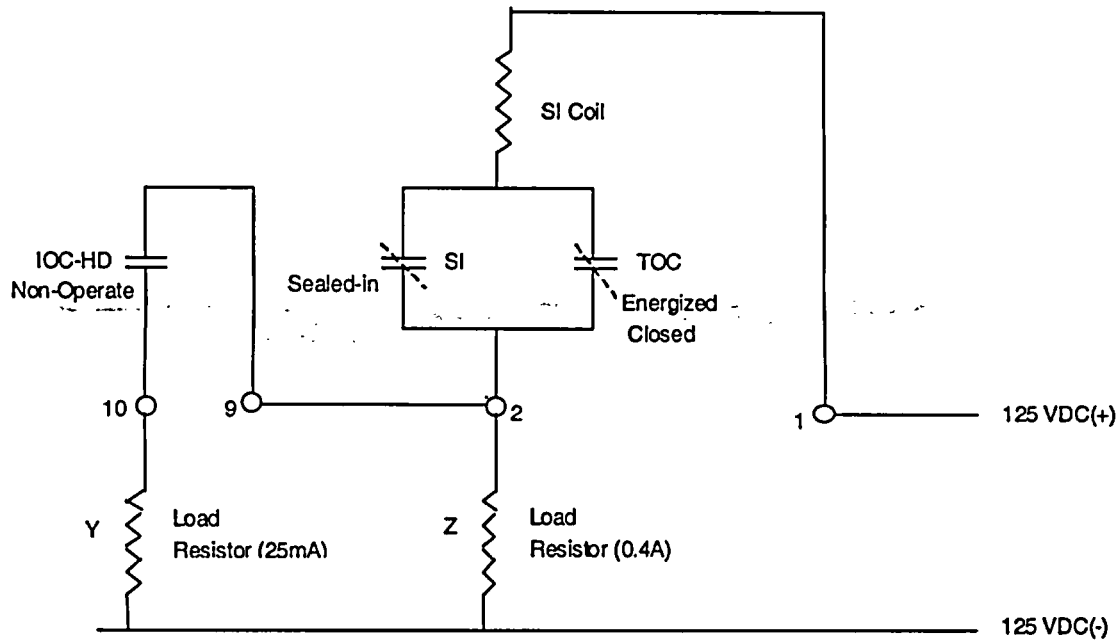 SI Coil
IOC-HD
Non-Operate
SI
Sealed-in
TOC
Energized
Closed
10
9
2
1
125 VDC(+)
Y
Load
Resistor (25mA)
Z
Load
Resistor (0.4A)
125 VDC(-)